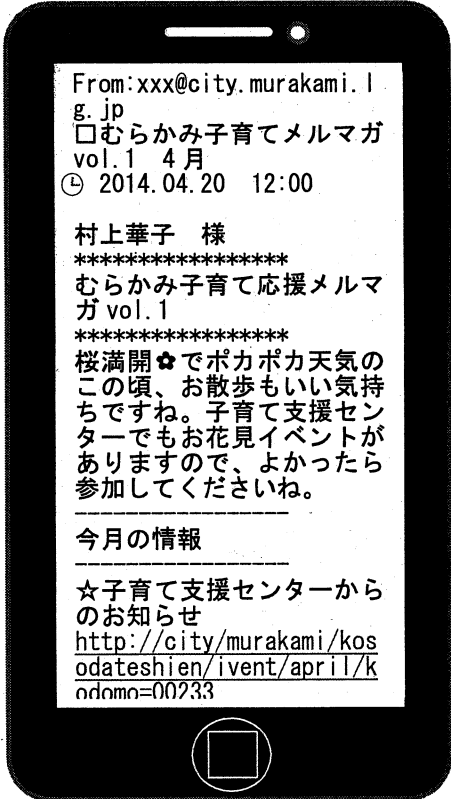 From:xxx@city.murakami.l
g.jp
□むらかみ子育てメルマガ
vol.1　4月
2014.04.20　12:00
村上華子　様
*****************
むらかみ子育て応援メルマ
ガvol.1
*****************
桜満開✿でポカポカ天気の
この頃、お散歩もいい気持
ちですね。子育て支援セン
ターでもお花見イベントが
ありますので、よかったら
参加してくださいね。
-----------------
今月の情報
-----------------
☆子育て支援センターから
のお知らせ
http://city/murakami/kos
odateshien/ivent/april/k
odomo=00233